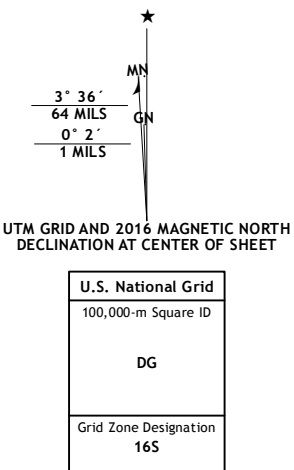 MN
3° 36´
64 MILS
GN
0° 2´
1 MILS
UTM GRID AND 2016 MAGNETIC NORTH
DECLINATION AT CENTER OF SHEET
U.S. National Grid
100,000-m Square ID
DG
Grid Zone Designation
16S